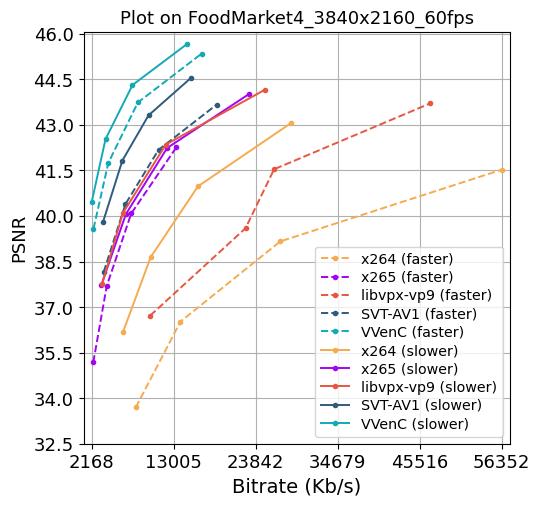 Plot on FoodMarket4_3840x2160_60fps
46.0
44.5
43.0
41.5
40.0
38.5
37.0
35.5
34.0
32.5
PSNR
x264 (faster)
x265 (faster)
libvpx-vp9 (faster)
SVT-AV1 (faster)
VVenC (faster)
x264 (slower)
x265 (slower)
libvpx-vp9 (slower)
SVT-AV1 (slower)
VVenC (slower)
2168 13005 23842 34679 45516 56352
Bitrate (Kb/s)